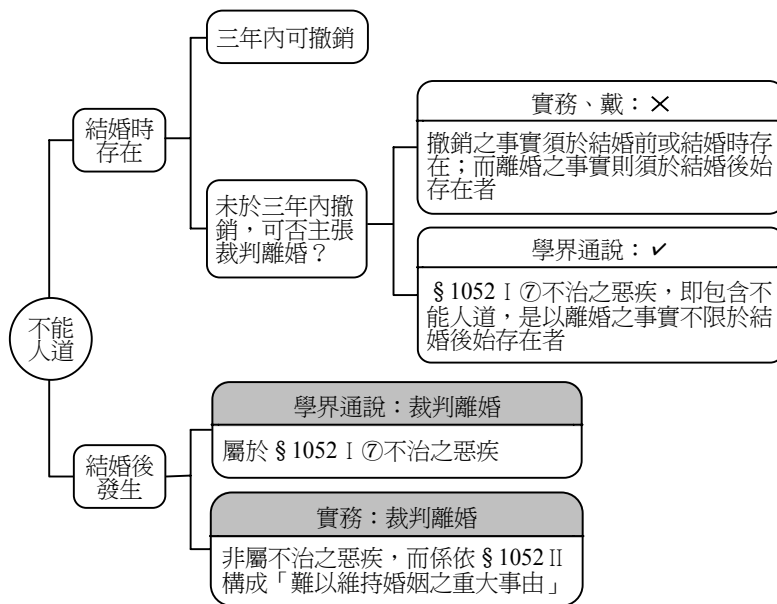 三年內可撤銷
結婚時
存在
實務、戴：✕
撤銷之事實須於結婚前或結婚時存
在；而離婚之事實則須於結婚後始
存在者
未於三年內撤
銷，可否主張
裁判離婚？
學界通說：✓
§1052Ⅰ⑦不治之惡疾，即包含不
能人道，是以離婚之事實不限於結
婚後始存在者
不能
人道
學界通說：裁判離婚
屬於§1052Ⅰ⑦不治之惡疾
結婚後
發生
實務：裁判離婚
非屬不治之惡疾，而係依§1052Ⅱ
構成「難以維持婚姻之重大事由」